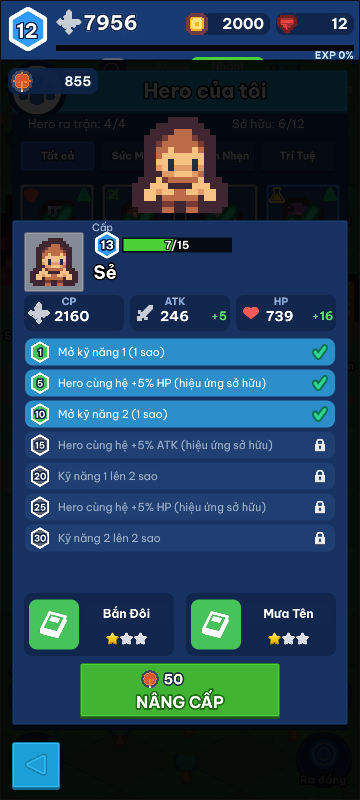 12 7956 2000 12
EXP 0%
855
Hero của tôi
Hero ra trận: 4/4 Sở hữu: 6/12
Tất cả Sức M n Nhẹn Trí Tuệ
Cấp
13 7/15
Sẻ
CP ATK HP
2160 246 +5 739 +16
1 Mở kỹ năng 1 (1 sao)
5 Hero cùng hệ +5% HP (hiệu ứng sở hữu)
10 Mở kỹ năng 2 (1 sao)
15 Hero cùng hệ +5% ATK (hiệu ứng sở hữu)
20 Kỹ năng 1 lên 2 sao
25 Hero cùng hệ +5% HP (hiệu ứng sở hữu)
30 Kỹ năng 2 lên 2 sao
Bắn Đôi Mưa Tên
50
NÂNG CẤP
Ra đồng